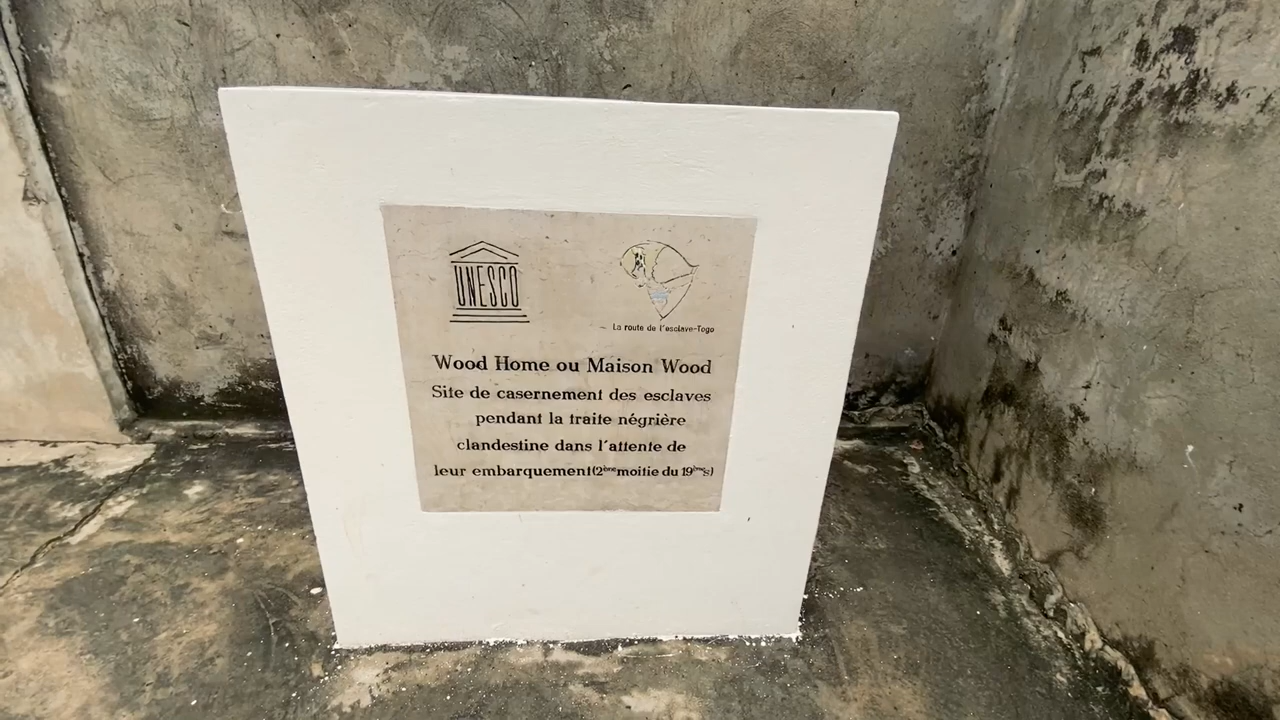 UNESCO
La route de l'esclave-Togo
Wood Home ou Maison Wood
Site de casernement des esclaves
pendant la traite négrière
clandestine dans l'attente de
leur embarquement(2ème moitie du 19ème s)